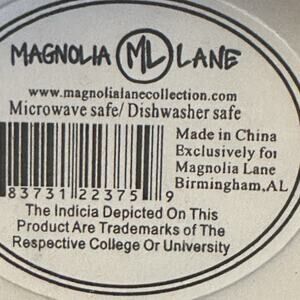 MAGNOLIA ML LANE
www.magnolialanecollection.com
Microwave safe/ Dishwasher safe
Made in China
Exclusively for
Magnolia Lane
Birmingham,AL
83731 22375 9
The Indicia Depicted On This
Product Are Trademarks of The
Respective College Or University